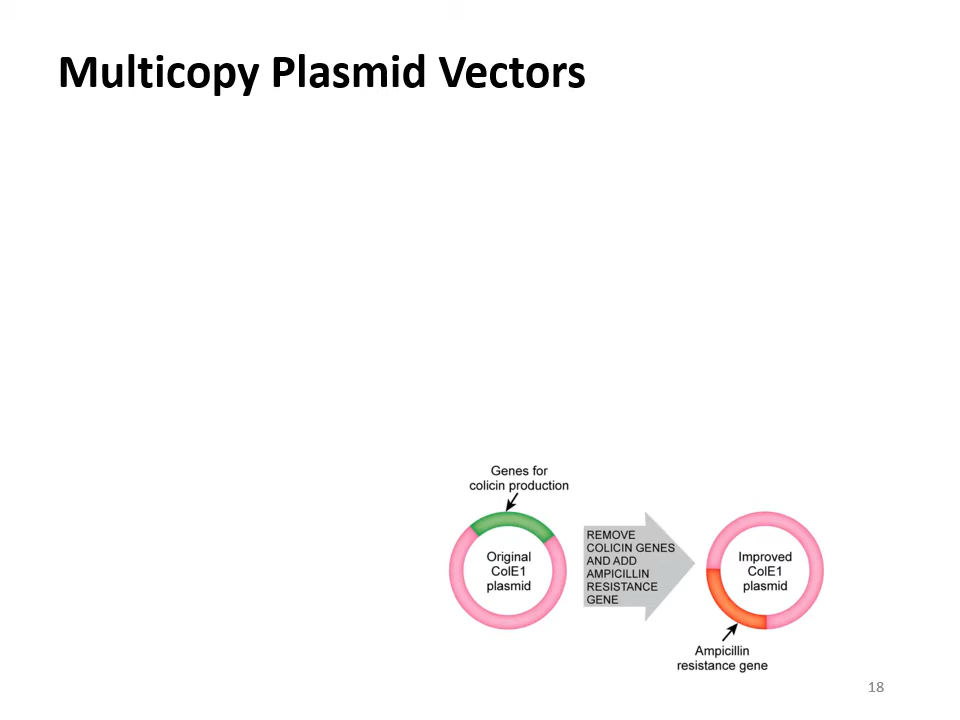 Multicopy Plasmid Vectors
Genes for
colicin production
Original
ColE1
plasmid
REMOVE
COLICIN GENES
AND ADD
AMPICILLIN
RESISTANCE
GENE
Improved
ColE1
plasmid
Ampicillin
resistance gene
18